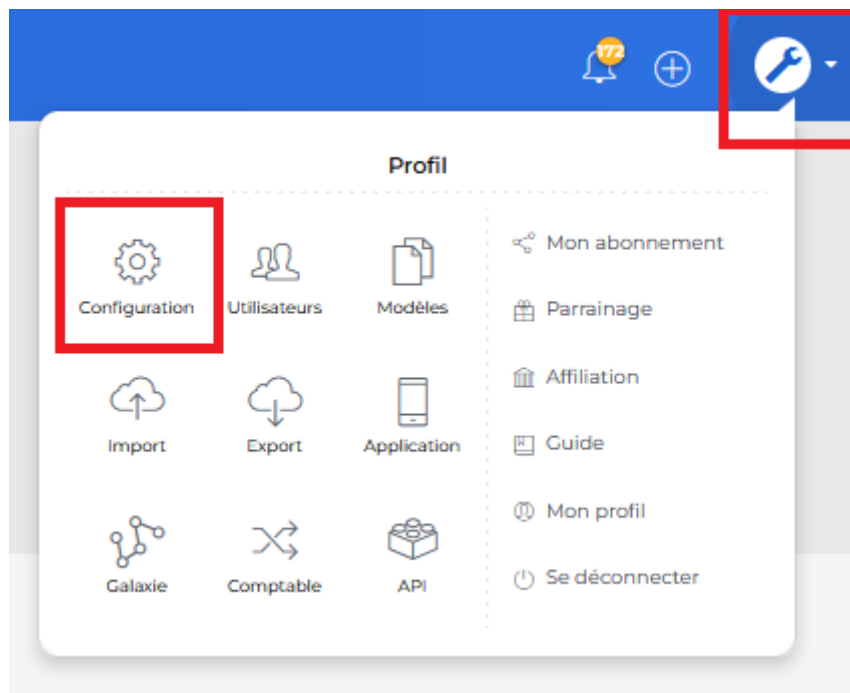 172
Profil
Configuration
Utilisateurs
Modèles
Import
Export
Application
Galaxie
Comptable
API
Mon abonnement
Parrainage
Affiliation
Guide
Mon profil
Se déconnecter